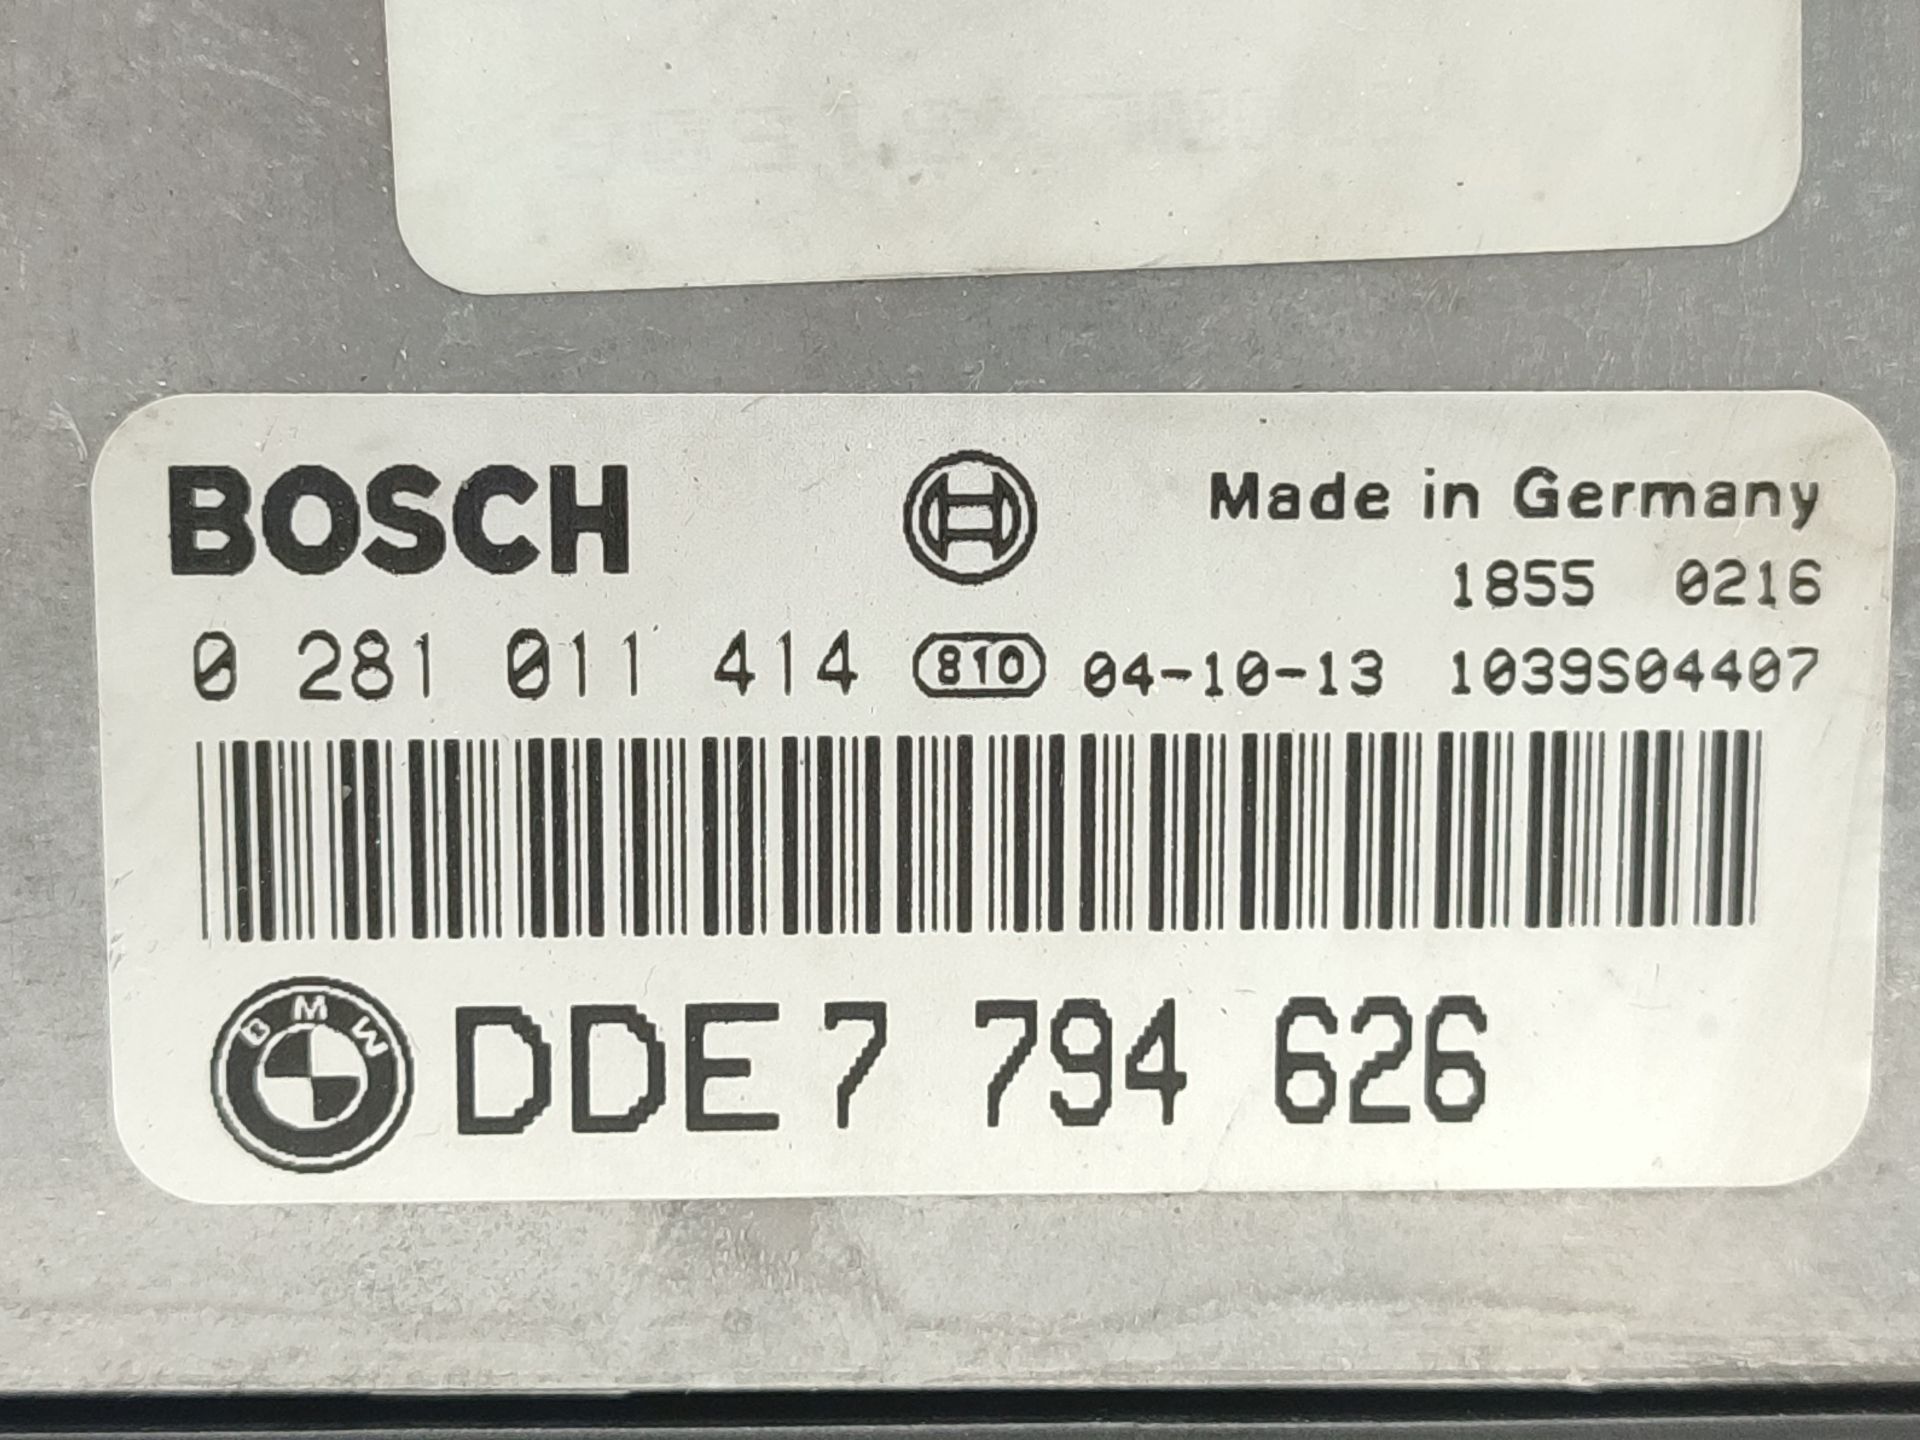 BOSCH Made in Germany
1855 0216
0 281 011 414 810 04-10-13 1039S04407
BMW DDE 7 794 626